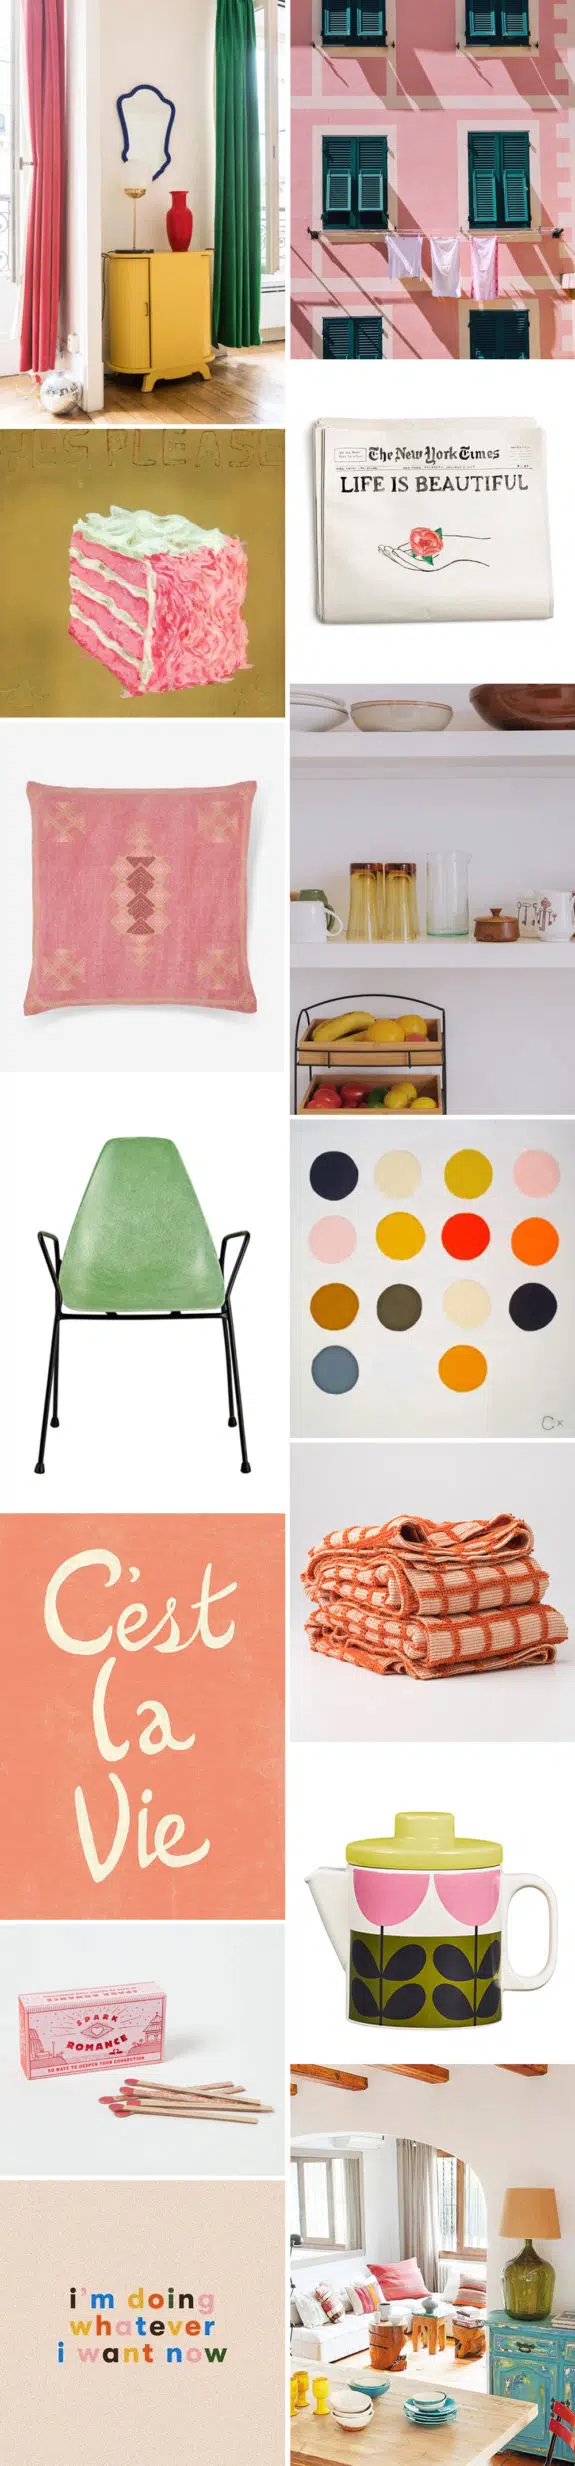 YES PLEASE
The New York Times
LIFE IS BEAUTIFUL
C'est
la
Vie
SPARK
ROMANCE
50 WAYS TO DEEPEN YOUR CONNECTION
i'm doing
whatever
i want now